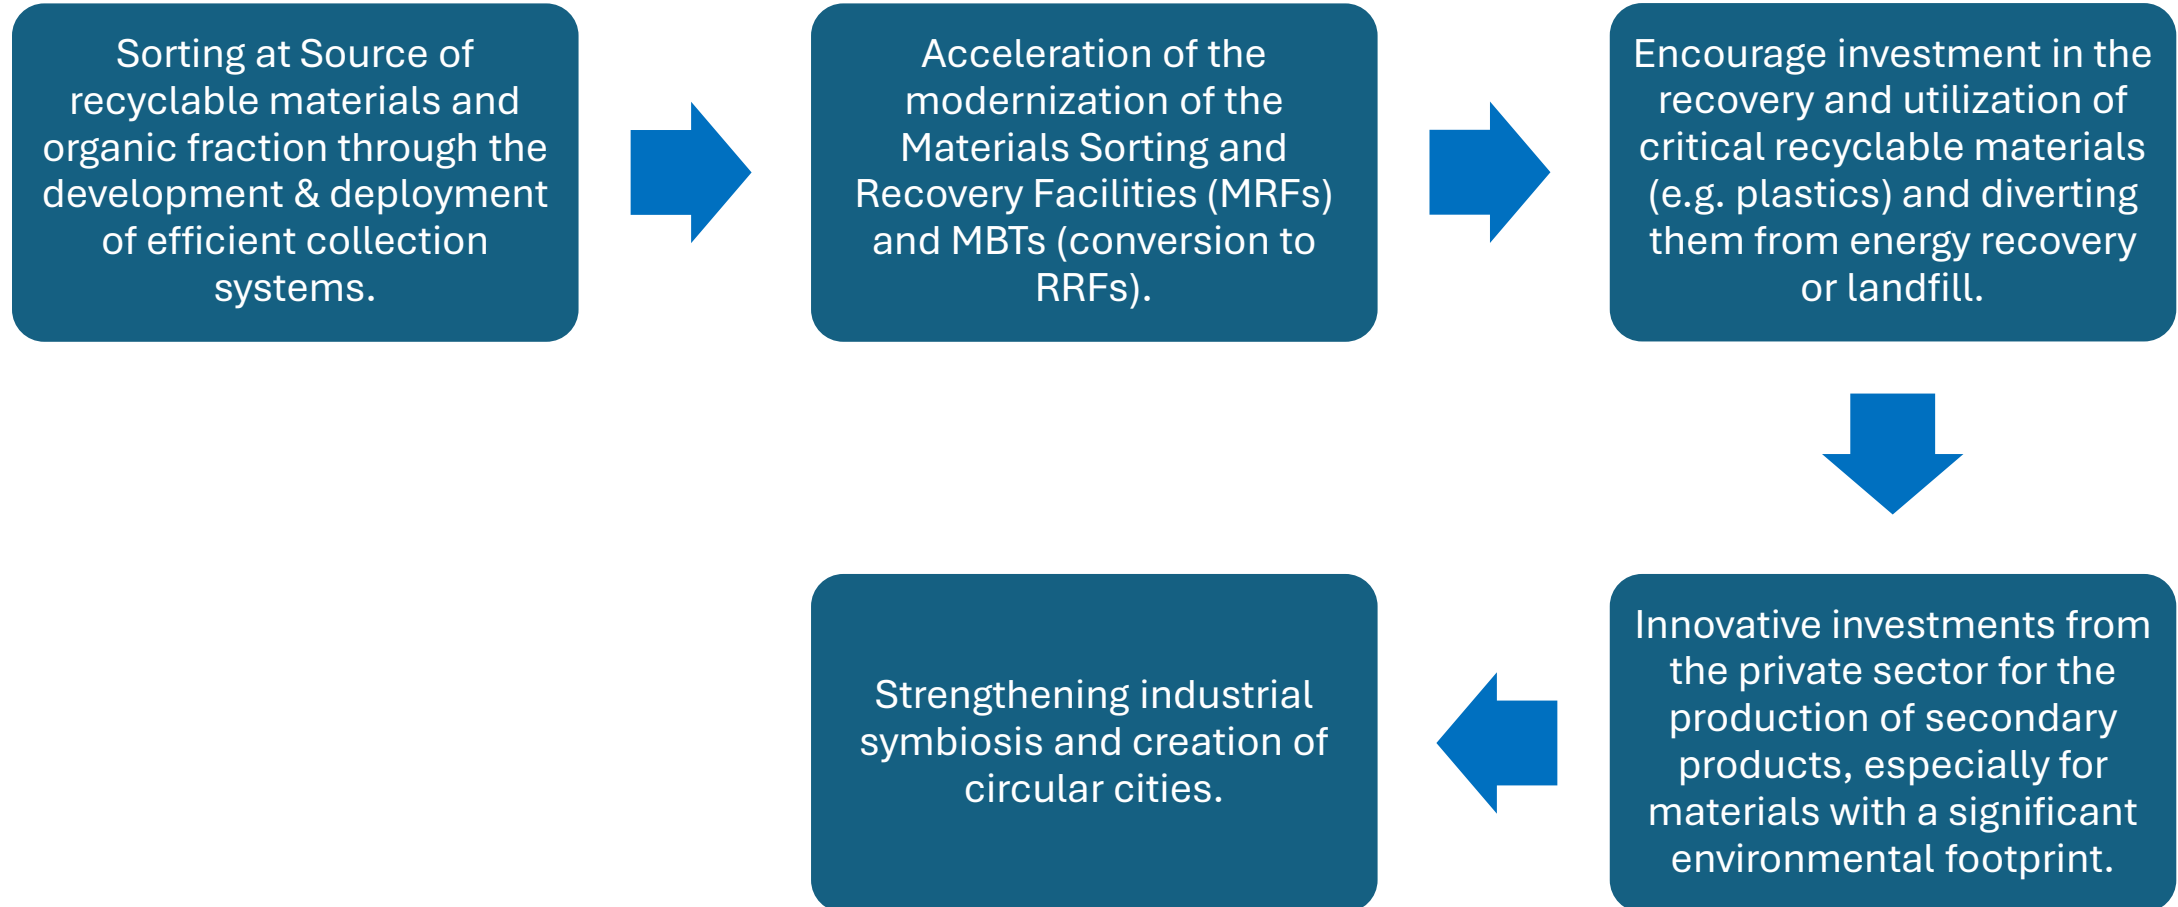 Sorting at Source of
recyclable materials and
organic fraction through the
development & deployment
of efficient collection
systems.
Acceleration of the
modernization of the
Materials Sorting and
Recovery Facilities (MRFs)
and MBTs (conversion to
RRFs).
Encourage investment in the
recovery and utilization of
critical recyclable materials
(e.g. plastics) and diverting
them from energy recovery
or landfill.
Innovative investments from
the private sector for the
production of secondary
products, especially for
materials with a significant
environmental footprint.
Strengthening industrial
symbiosis and creation of
circular cities.